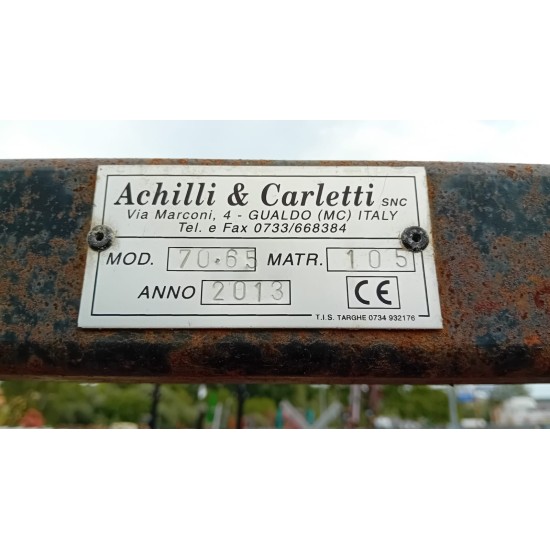 Achilli & Carletti SNC
Via Marconi, 4 - GUALDO (MC) ITALY
Tel. e Fax 0733/668384
MOD. 70.65 MATR. 105
ANNO 2013 CE
T.I.S. TARGHE 0734 932176